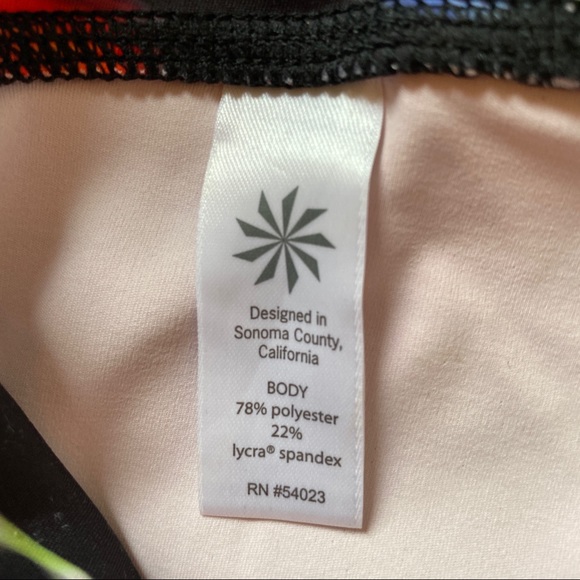 Designed in
Sonoma County,
California
BODY
78% polyester
22%
lycra® spandex
RN #54023